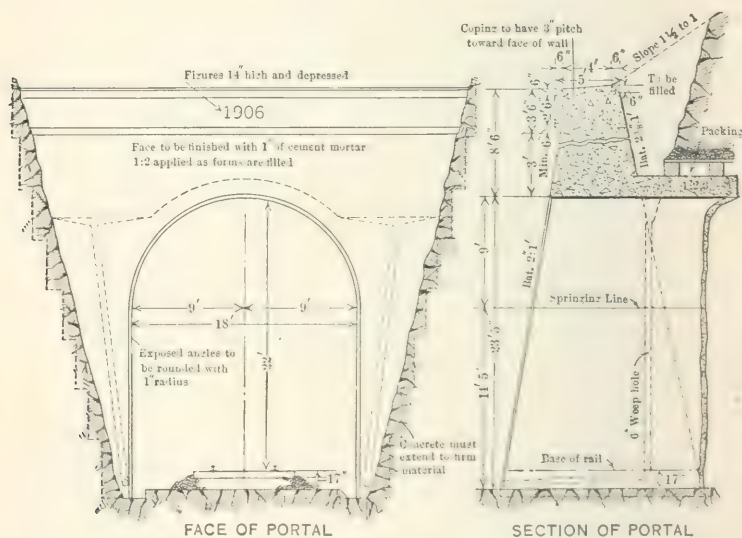 Coping to have 3" pitch
toward face of wall
Slope 1½ to 1
6" 4' 6"
5'
To be
filled
6"
6"
Packing
3'6"
2'6"
8'6"
Min. 6"
3'
Figures 14" high and depressed
1906
Face to be finished with 1" of cement mortar
1:2 applied as forms are filled
9'
9'
18'
22'
Exposed angles to
be rounded with
1" radius
Concrete must
extend to firm
material
17"
9'
Bat. 2":1'
Springing Line
23'5"
14'5"
6" Weep hole
Base of rail
17"
FACE OF PORTAL
SECTION OF PORTAL